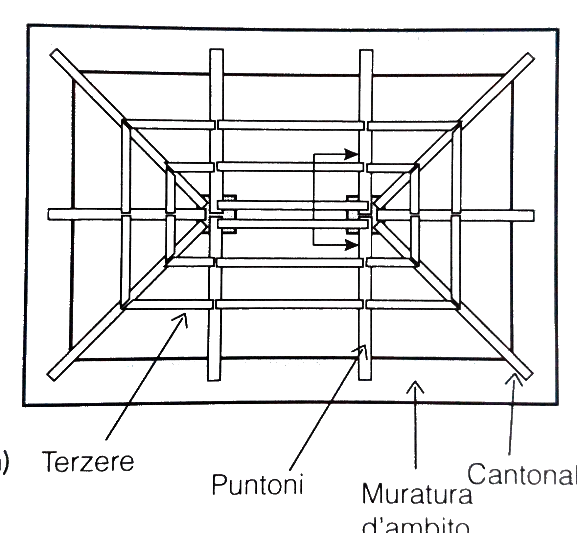 a)
Terzere
Puntoni
Muratura
d'ambito
Cantonal